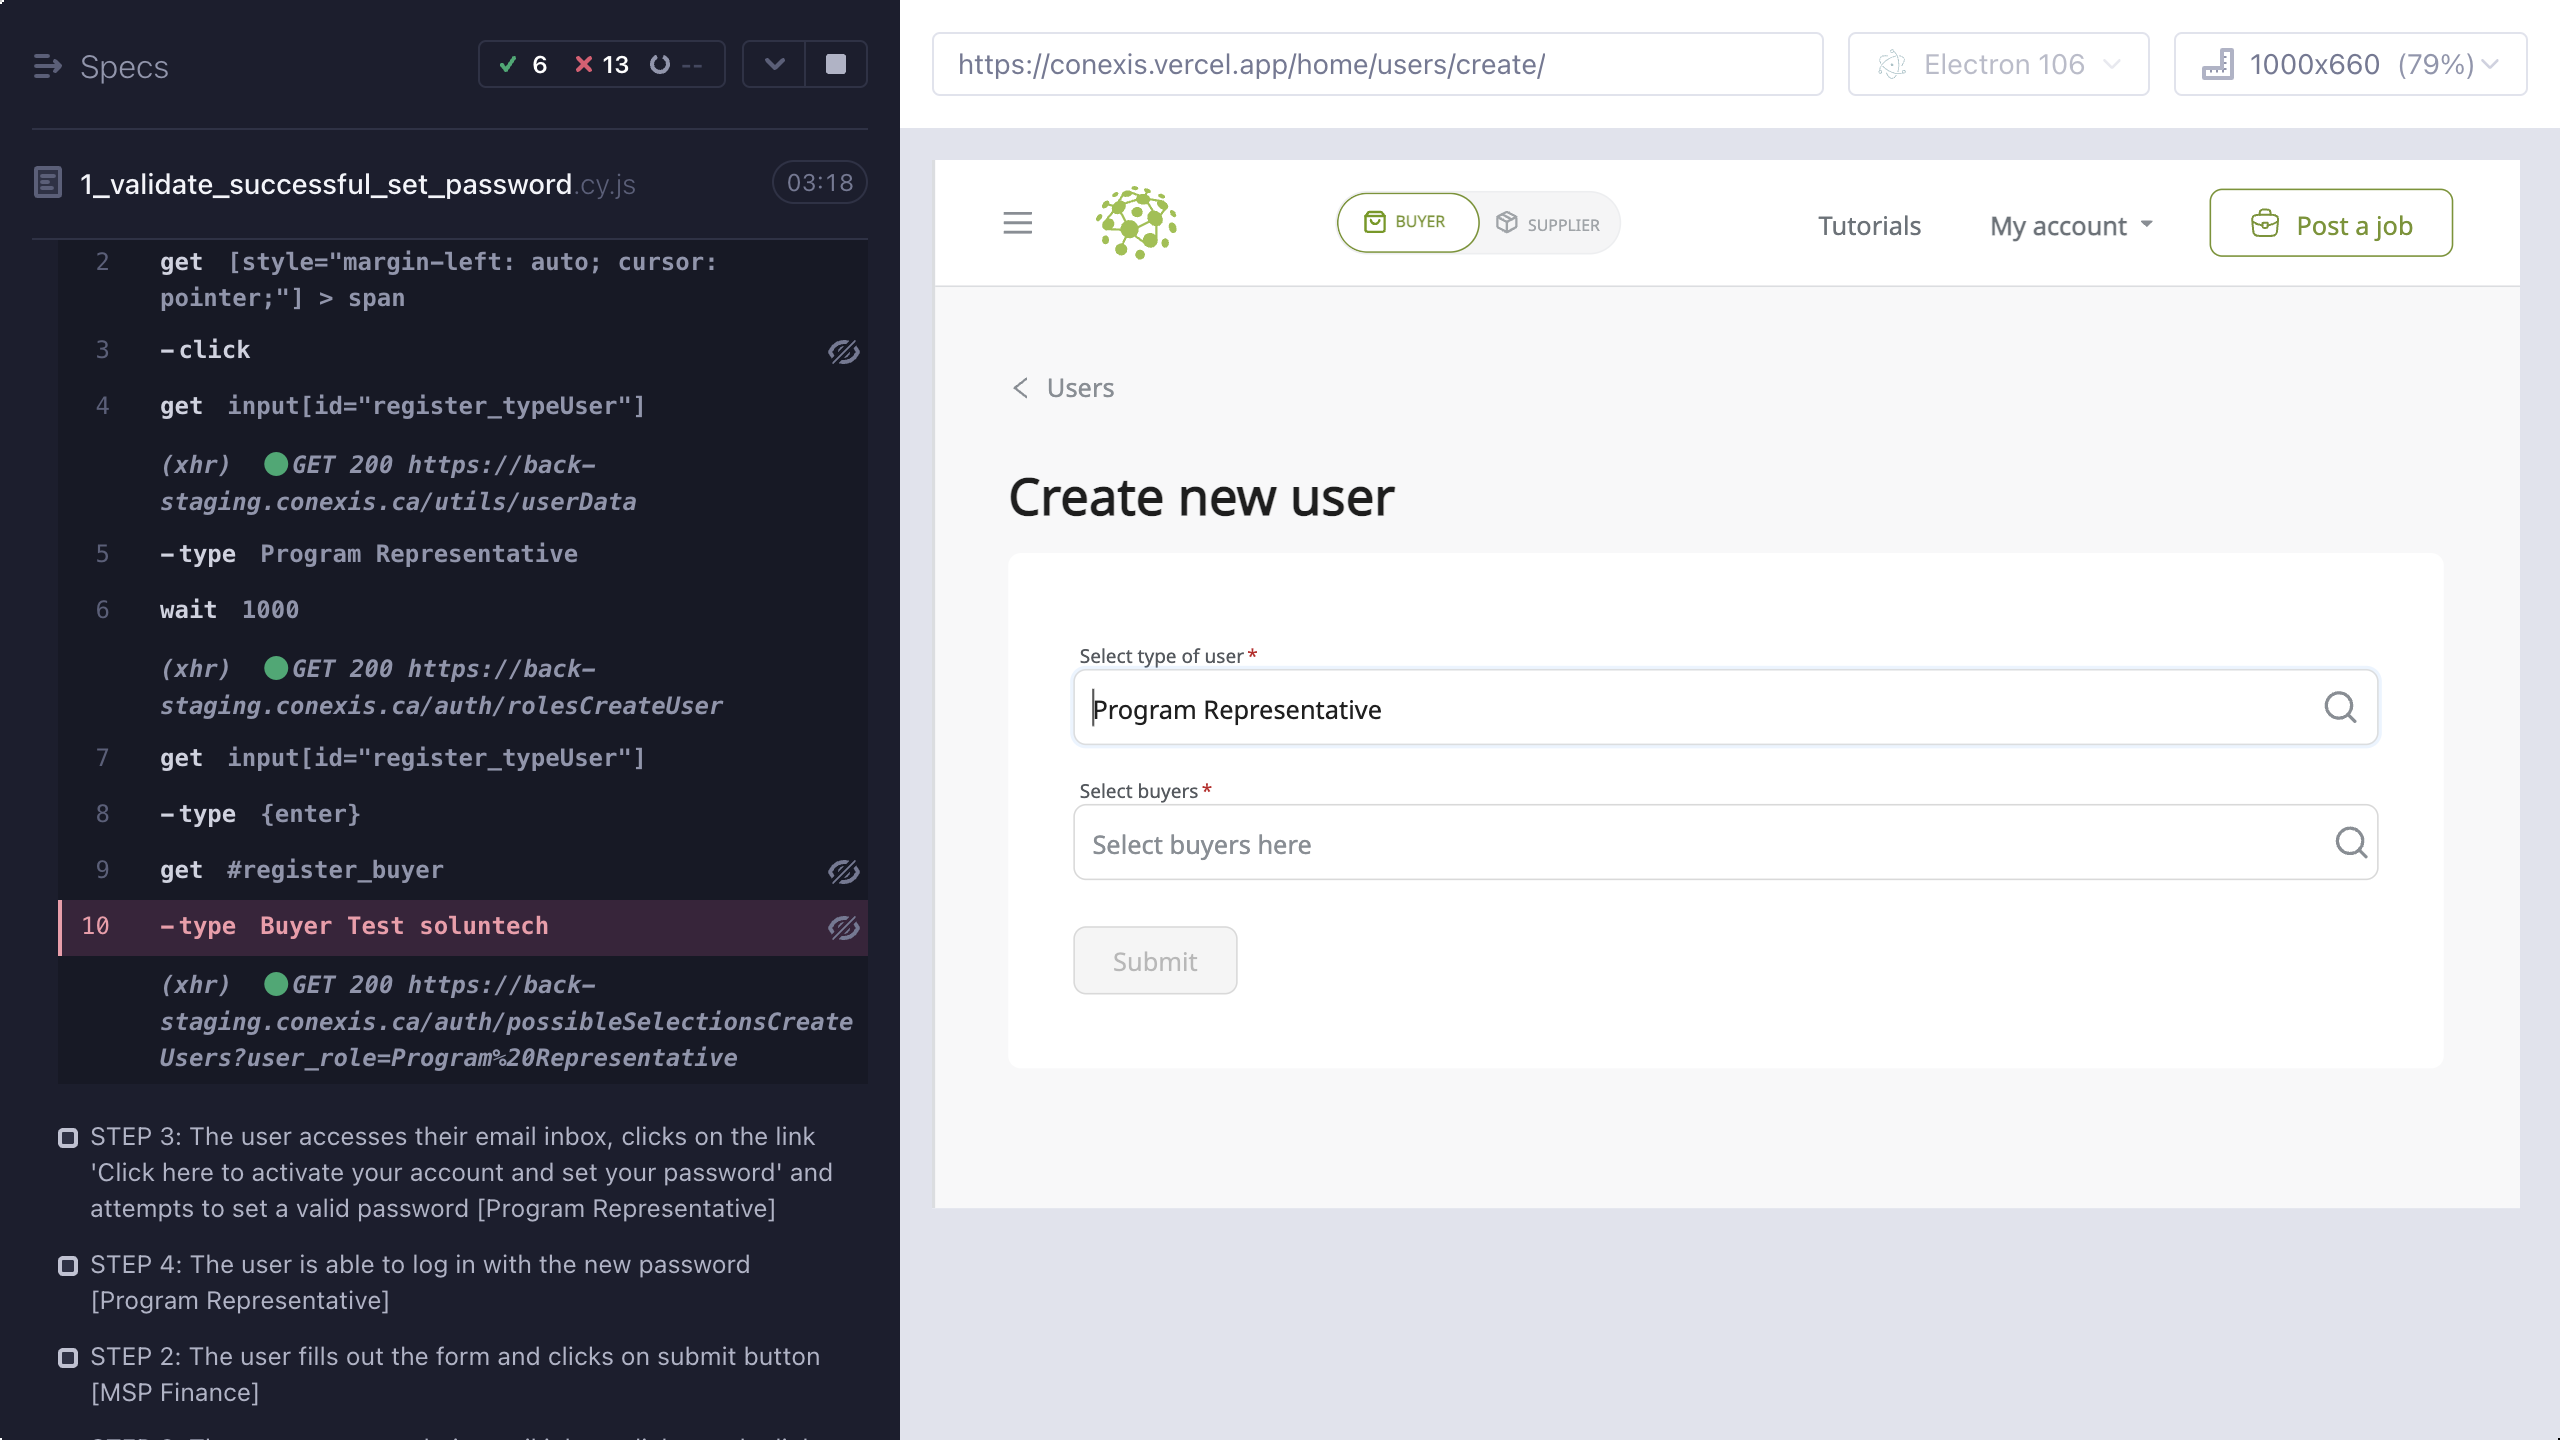 Specs
6 13 --
1_validate_successful_set_password.cy.js 03:18
2 get [style="margin-left: auto; cursor:
pointer;"] > span
3 -click
4 get input[id="register_typeUser"]
(xhr) GET 200 https://back-
staging.conexis.ca/utils/userData
5 -type Program Representative
6 wait 1000
(xhr) GET 200 https://back-
staging.conexis.ca/auth/rolesCreateUser
7 get input[id="register_typeUser"]
8 -type {enter}
9 get #register_buyer
10 -type Buyer Test soluntech
(xhr) GET 200 https://back-
staging.conexis.ca/auth/possibleSelectionsCreate
Users?user_role=Program%20Representative
STEP 3: The user accesses their email inbox, clicks on the link
'Click here to activate your account and set your password' and
attempts to set a valid password [Program Representative]
STEP 4: The user is able to log in with the new password
[Program Representative]
STEP 2: The user fills out the form and clicks on submit button
[MSP Finance]
https://conexis.vercel.app/home/users/create/
Electron 106
1000x660 (79%)
BUYER
SUPPLIER
Tutorials
My account
Post a job
Users
Create new user
Select type of user*
Program Representative
Select buyers*
Select buyers here
Submit